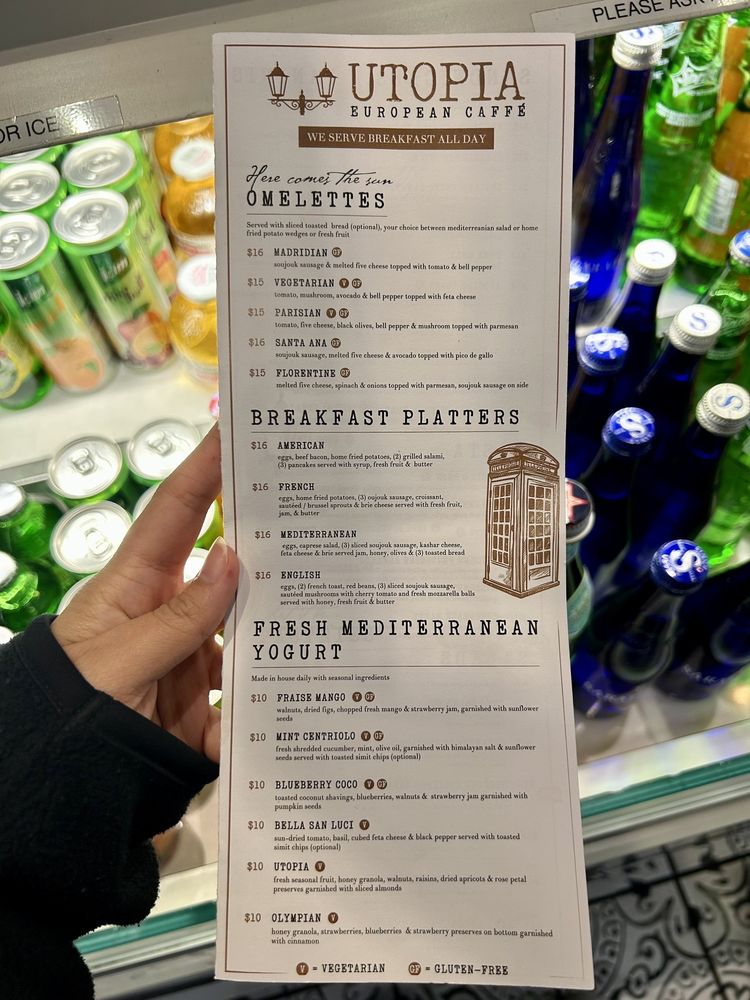 PLEASE ASK
OR ICE
UTOPIA
EUROPEAN CAFFÉ
WE SERVE BREAKFAST ALL DAY
Here comes the sun
OMELETTES
Served with sliced toasted bread (optional), your choice between mediterranean salad or home
fried potato wedges or fresh fruit
$16 MADRIDIAN GF
soujouk sausage & melted five cheese topped with tomato & bell pepper
$15 VEGETARIAN V GF
tomato, mushroom, avocado & bell pepper topped with feta cheese
$15 PARISIAN V GF
tomato, five cheese, black olives, bell pepper & mushroom topped with parmesan
$16 SANTA ANA GF
soujouk sausage, melted five cheese & avocado topped with pico de gallo
$15 FLORENTINE GF
melted five cheese, spinach & onions topped with parmesan, soujouk sausage on side
BREAKFAST PLATTERS
$16 AMERICAN
eggs, beef bacon, home fried potatoes, (2) grilled salami,
(3) pancakes served with syrup, fresh fruit & butter
$16 FRENCH
eggs, home fried potatoes, (3) oujouk sausage, croissant,
sautéed / brussel sprouts & brie cheese served with fresh fruit,
jam, & butter
TELEPHONE TELEPHONE
$16 MEDITERRANEAN
eggs, caprese salad, (3) sliced soujouk sausage, kashar cheese,
feta cheese & brie served jam, honey, olives & (3) toasted bread
$16 ENGLISH
eggs, (2) french toast, red beans, (3) sliced soujouk sausage,
sautéed mushrooms with cherry tomato and fresh mozzarella balls
served with honey, fresh fruit & butter
FRESH MEDITERRANEAN
YOGURT
Made in house daily with seasonal ingredients
$10 FRAISE MANGO V GF
walnuts, dried figs, chopped fresh mango & strawberry jam, garnished with sunflower
seeds
$10 MINT CENTRIOLO V GF
fresh shredded cucumber, mint, olive oil, garnished with himalayan salt & sunflower
seeds served with toasted simit chips (optional)
$10 BLUEBERRY COCO V GF
toasted coconut shavings, blueberries, walnuts & strawberry jam garnished with
pumpkin seeds
$10 BELLA SAN LUCI V
sun-dried tomato, basil, cubed feta cheese & black pepper served with toasted
simit chips (optional)
$10 UTOPIA V
fresh seasonal fruit, honey granola, walnuts, raisins, dried apricots & rose petal
preserves garnished with sliced almonds
$10 OLYMPIAN V
honey granola, strawberries, blueberries & strawberry preserves on bottom garnished
with cinnamon
V = VEGETARIAN GF = GLUTEN-FREE